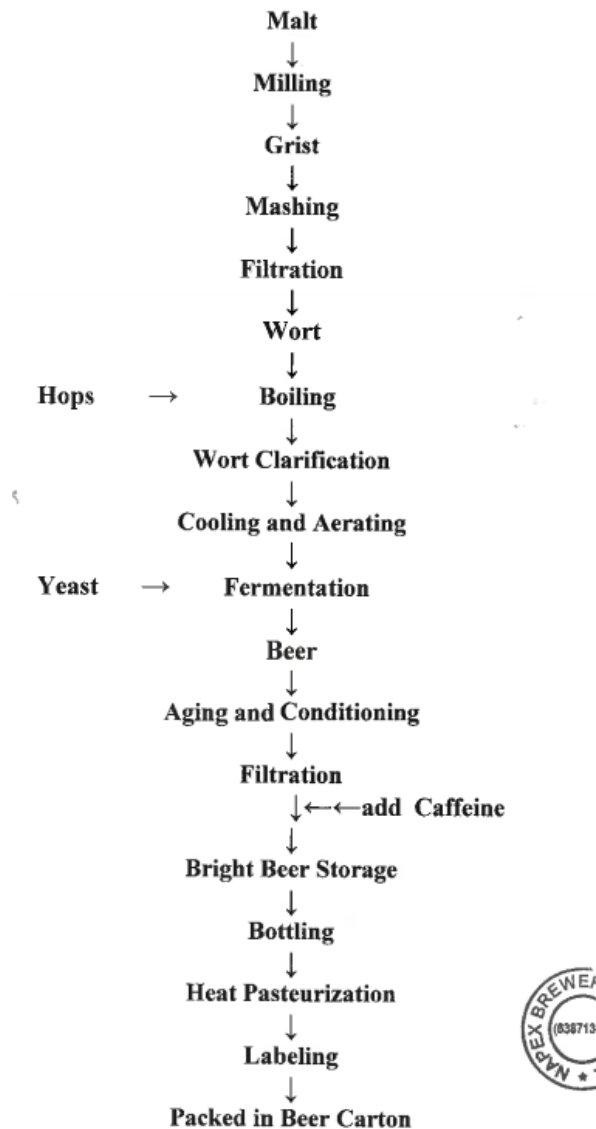 Malt
↓
Milling
↓
Grist
↓
Mashing
↓
Filtration
↓
Wort
↓
Hops → Boiling
↓
Wort Clarification
↓
Cooling and Aerating
↓
Yeast → Fermentation
↓
Beer
↓
Aging and Conditioning
↓
Filtration
↓←←add Caffeine
↓
Bright Beer Storage
↓
Bottling
↓
Heat Pasteurization
↓
Labeling
↓
Packed in Beer Carton
NAPEX